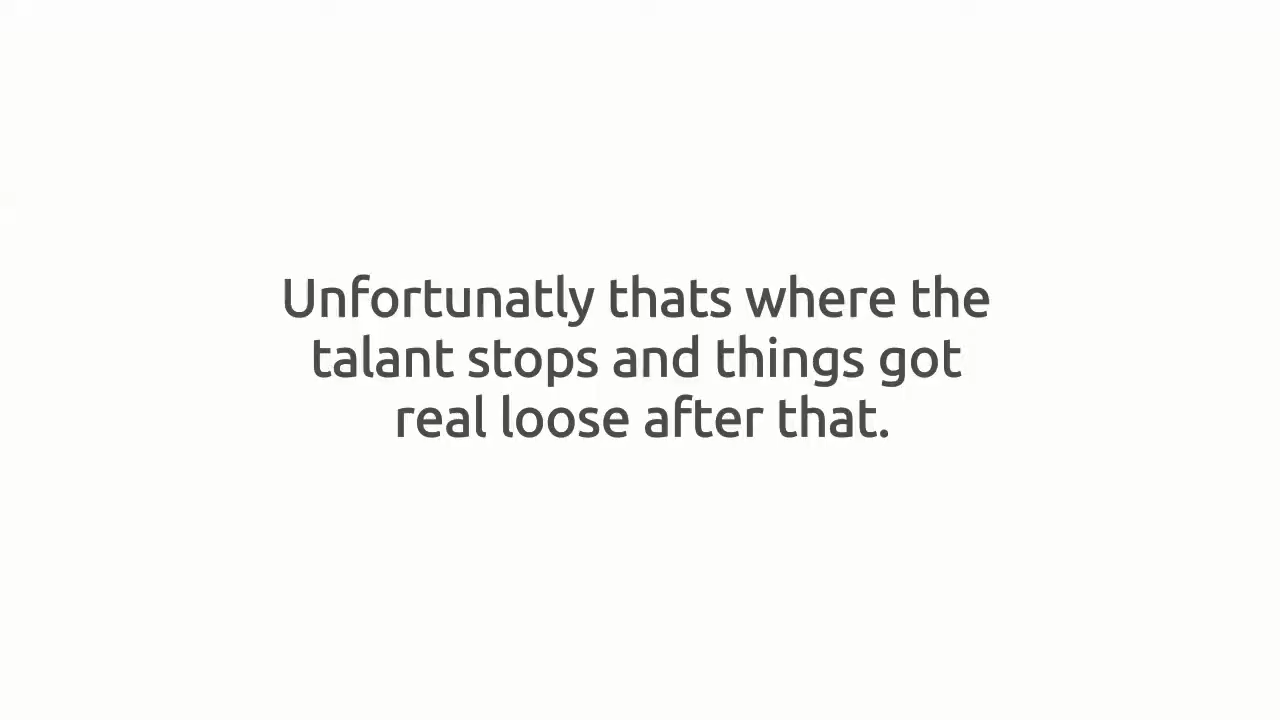 Unfortunatly thats where the
talant stops and things got
real loose after that.